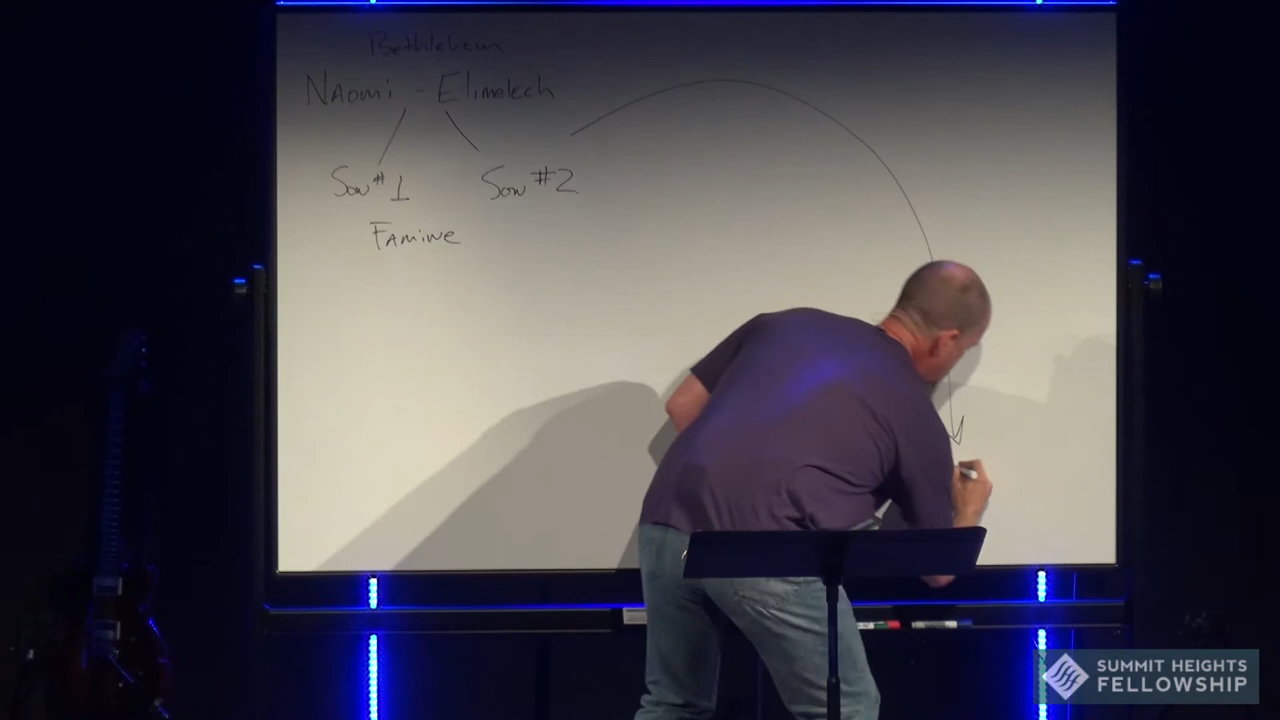 Bethlehem
Naomi - Elimelech
Son #1 Son #2
Famine
SUMMIT HEIGHTS
FELLOWSHIP